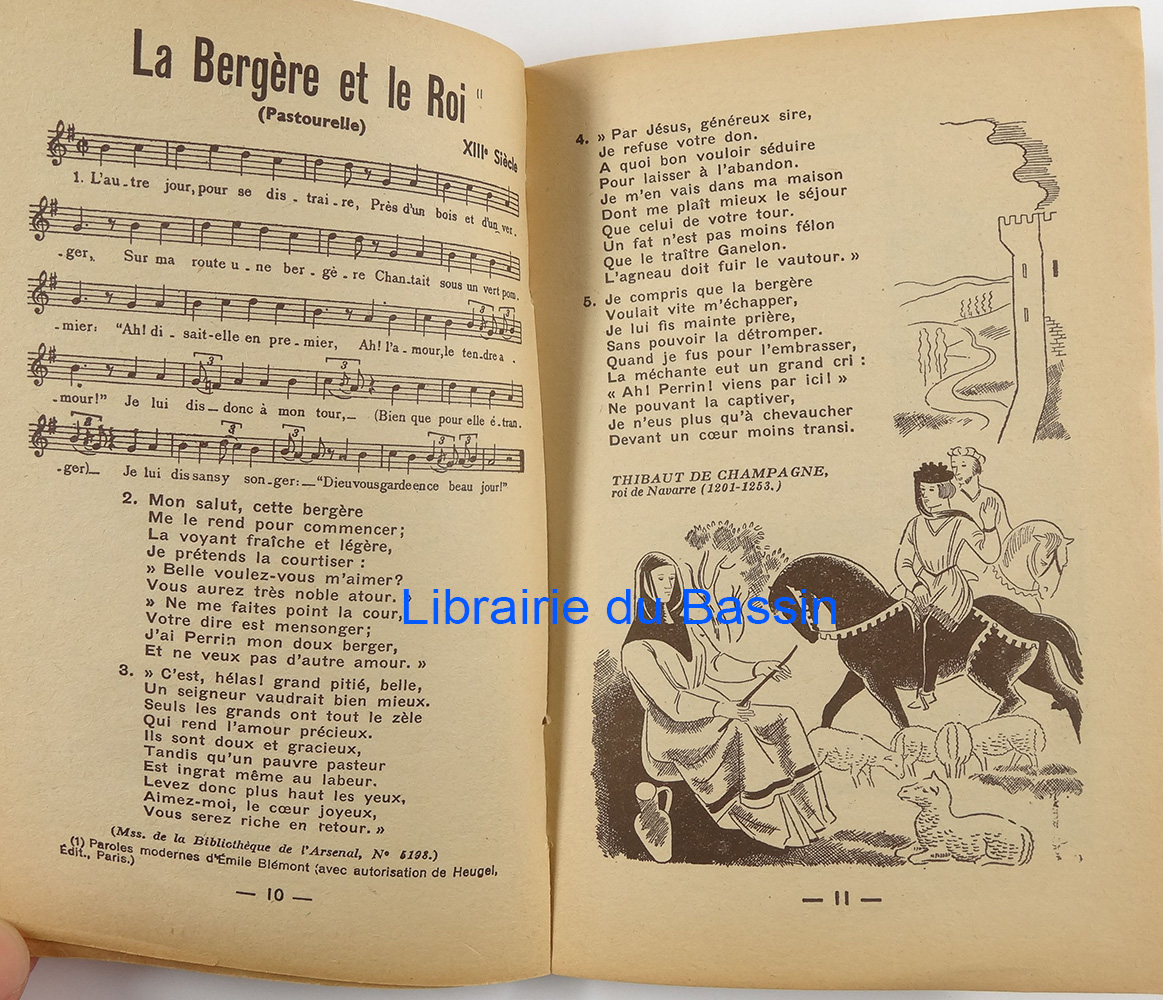 La Bergère et le Roi (1)
(Pastourelle)
XIIIe Siècle
1. L'au-tre jour, pour se dis - trai - re, Près d'un bois et d'un ver.
-ger, Sur ma route u-ne ber-gè-re Chan-tait sous un vert pom.
-mier: "Ah! di - sait-elle en pre-mier, Ah! l'a-mour, le tendre a.
-mour!" Je lui dis-donc à mon tour,- (Bien que pour elle é-tran.
-ger)- Je lui dis sans y son-ger:-"Dieu vous garde en ce beau jour!"
2. Mon salut, cette bergère
Me le rend pour commencer;
La voyant fraîche et légère,
Je prétends la courtiser :
» Belle voulez-vous m'aimer?
Vous aurez très noble atour. »
» Ne me faites point la cour,
Votre dire est mensonger;
J'ai Perrin mon doux berger,
Et ne veux pas d'autre amour. »
3. » C'est, hélas! grand pitié, belle,
Un seigneur vaudrait bien mieux.
Seuls les grands ont tout le zèle
Qui rend l'amour précieux.
Ils sont doux et gracieux,
Tandis qu'un pauvre pasteur
Est ingrat même au labeur.
Levez donc plus haut les yeux,
Aimez-moi, le cœur joyeux,
Vous serez riche en retour. »
(Mss. de la Bibliothèque de l'Arsenal, N° 5198.)
(1) Paroles modernes d'Émile Blémont (avec autorisation de Heugel,
Édit., Paris.)
— 10 —
4. » Par Jésus, généreux sire,
Je refuse votre don.
A quoi bon vouloir séduire
Pour laisser à l'abandon.
Je m'en vais dans ma maison
Dont me plaît mieux le séjour
Que celui de votre tour.
Un fat n'est pas moins félon
Que le traître Ganelon.
L'agneau doit fuir le vautour. »
5. Je compris que la bergère
Voulait vite m'échapper,
Je lui fis mainte prière,
Sans pouvoir la détromper.
Quand je fus pour l'embrasser,
La méchante eut un grand cri :
« Ah! Perrin! viens par ici! »
Ne pouvant la captiver,
Je n'eus plus qu'à chevaucher
Devant un cœur moins transi.
THIBAUT DE CHAMPAGNE,
roi de Navarre (1201-1253.)
— 11 —
Librairie du Bassin